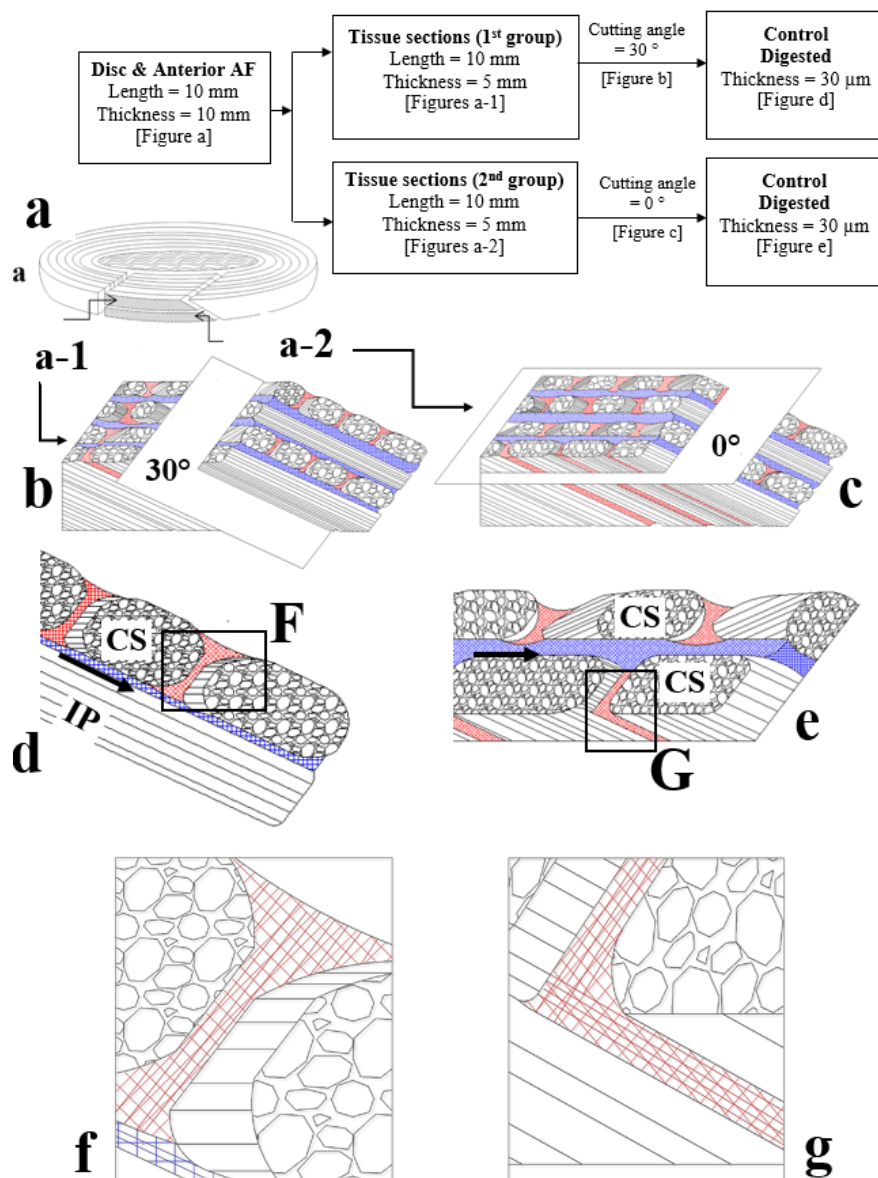 Disc & Anterior AF
Length = 10 mm
Thickness = 10 mm
[Figure a]
Tissue sections (1st group)
Length = 10 mm
Thickness = 5 mm
[Figures a-1]
Cutting angle
= 30 °
[Figure b]
Control
Digested
Thickness = 30 µm
[Figure d]
Tissue sections (2nd group)
Length = 10 mm
Thickness = 5 mm
[Figures a-2]
Cutting angle
= 0 °
[Figure c]
Control
Digested
Thickness = 30 µm
[Figure e]
a
a
a-1
a-2
30°
b
0°
c
CS
F
IP
d
CS
CS
e
G
f
g